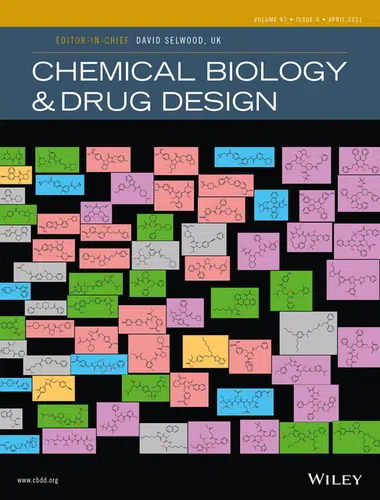 VOLUME 97 • ISSUE 4 • APRIL 2021
EDITOR-IN-CHIEF DAVID SELWOOD, UK
CHEMICAL BIOLOGY
& DRUG DESIGN
www.cbdd.org
WILEY